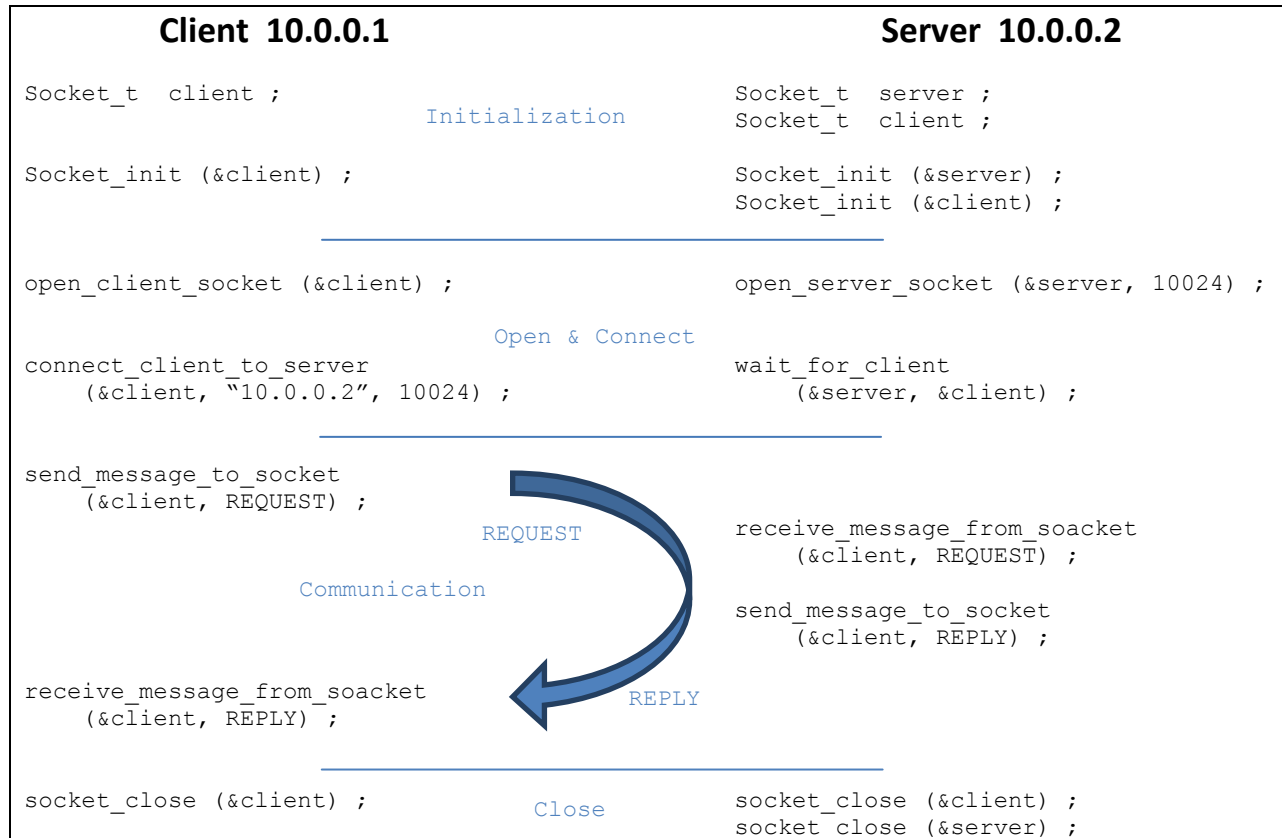 Client 10.0.0.1
Server 10.0.0.2
Socket_t client ;
Initialization
Socket_t server ;
Socket_t client ;
Socket_init (&client) ;
Socket_init (&server) ;
Socket_init (&client) ;
open_client_socket (&client) ;
open_server_socket (&server, 10024) ;
Open & Connect
connect_client_to_server
(&client, “10.0.0.2”, 10024) ;
wait_for_client
(&server, &client) ;
send_message_to_socket
(&client, REQUEST) ;
REQUEST
receive_message_from_soacket
(&client, REQUEST) ;
Communication
send_message_to_socket
(&client, REPLY) ;
receive_message_from_soacket
(&client, REPLY) ;
REPLY
socket_close (&client) ;
Close
socket_close (&client) ;
socket_close (&server) ;